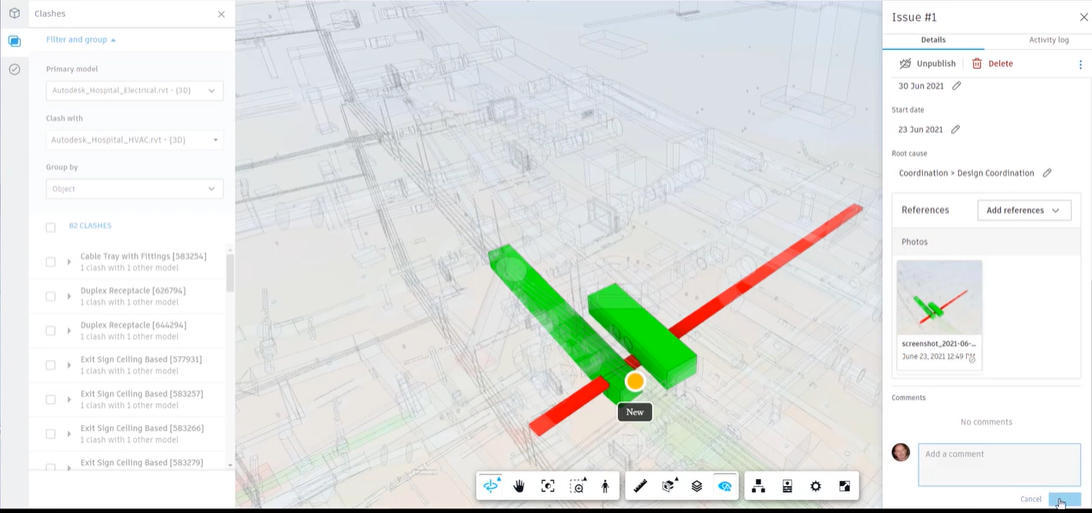 Clashes
Filter and group
Primary model
Autodesk_Hospital_Electrical.rvt - {3D}
Clash with
Autodesk_Hospital_HVAC.rvt - {3D}
Group by
Object
82 CLASHES
Cable Tray with Fittings [583254]
1 clash with 1 other model
Duplex Receptacle [626794]
1 clash with 1 other model
Duplex Receptacle [644294]
1 clash with 1 other model
Exit Sign Ceiling Based [577931]
1 clash with 1 other model
Exit Sign Ceiling Based [583257]
1 clash with 1 other model
Exit Sign Ceiling Based [583266]
1 clash with 1 other model
Exit Sign Ceiling Based [583279]
New
Issue #1
Details
Activity log
Unpublish
Delete
30 Jun 2021
Start date
23 Jun 2021
Root cause
Coordination > Design Coordination
References
Add references
Photos
screenshot_2021-06-...
June 23, 2021 12:49 PM
Comments
No comments
Add a comment
Cancel